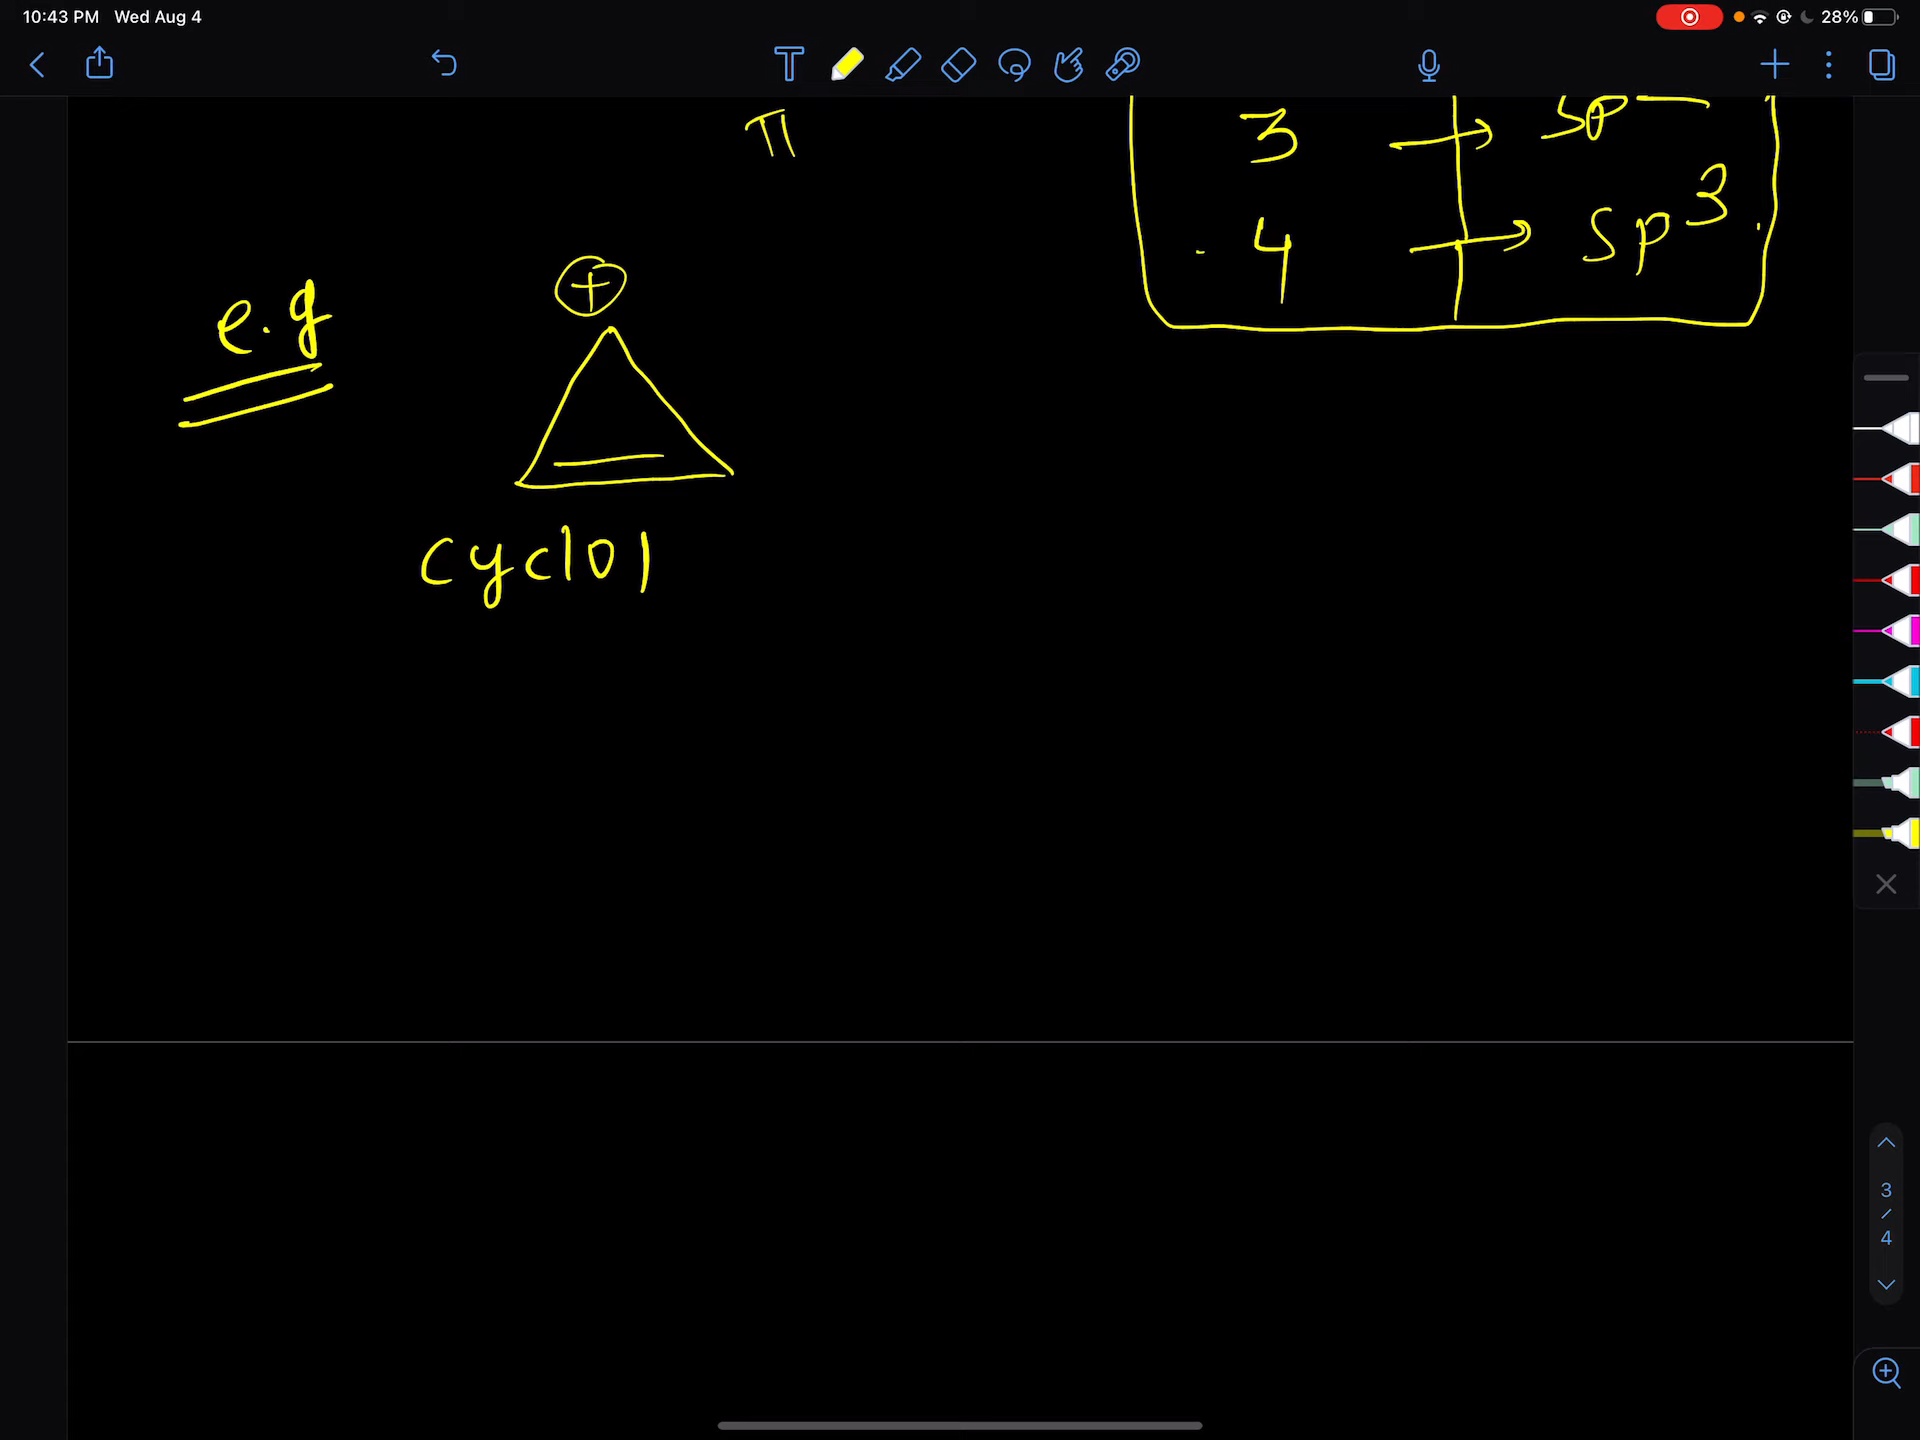 10:43 PM Wed Aug 4
28%
T
π
3 → sp
4 → sp³
e.g
+
cyclo
3
/
4